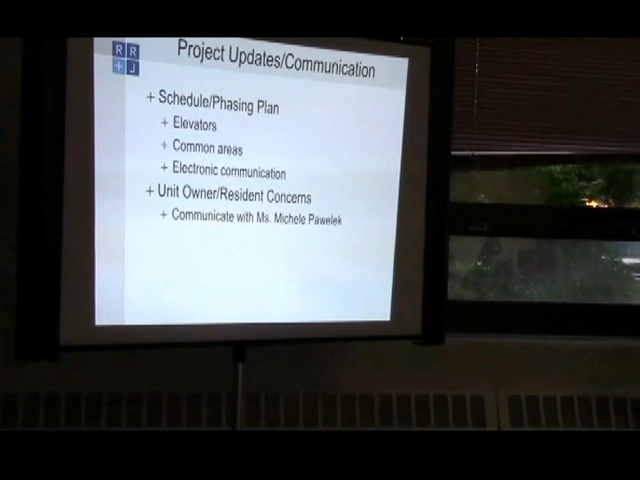 R R
+ J
Project Updates/Communication
+ Schedule/Phasing Plan
+ Elevators
+ Common areas
+ Electronic communication
+ Unit Owner/Resident Concerns
+ Communicate with Ms. Michele Pawelek